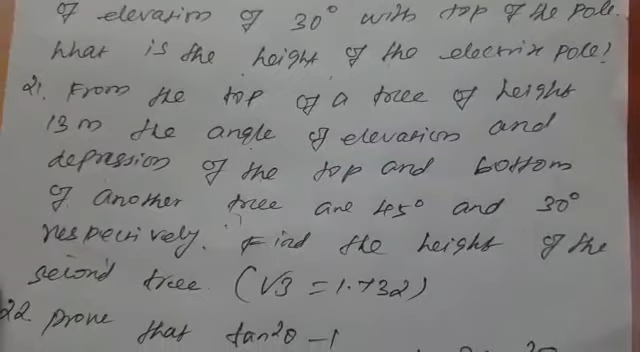 of elevation of 30° with top of the pole.
what is the height of the electric pole?
21. From the top of a tree of height
13 m the angle of elevation and
depression of the top and bottom
of another tree are 45° and 30°
respectively. Find the height of the
second tree. (√3 = 1.732)
22 prove that tan²θ - 1